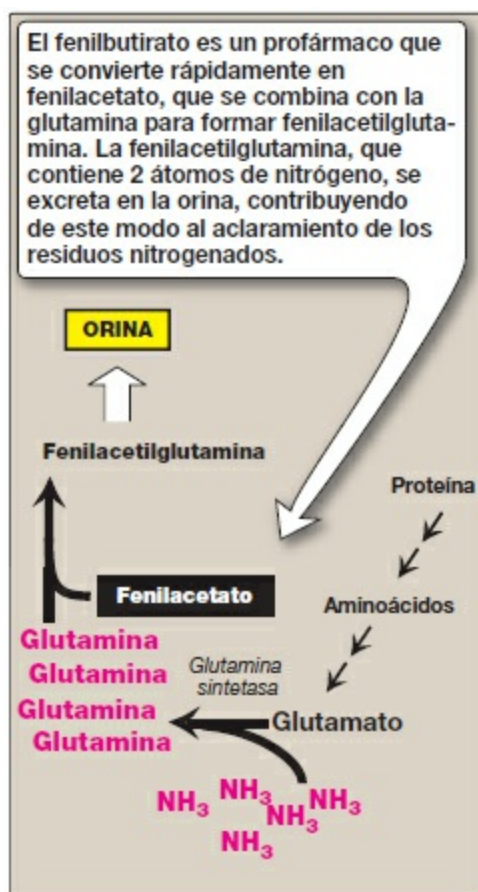 El fenilbutirato es un profármaco que
se convierte rápidamente en
fenilacetato, que se combina con la
glutamina para formar fenilacetilgluta-
mina. La fenilacetilglutamina, que
contiene 2 átomos de nitrógeno, se
excreta en la orina, contribuyendo
de este modo al aclaramiento de los
residuos nitrogenados.
ORINA
Fenilacetilglutamina
Proteína
Fenilacetato
Aminoácidos
Glutamina
Glutamina
Glutamina
Glutamina
Glutamina
sintetasa
Glutamato
NH3
NH3
NH3
NH3
NH3